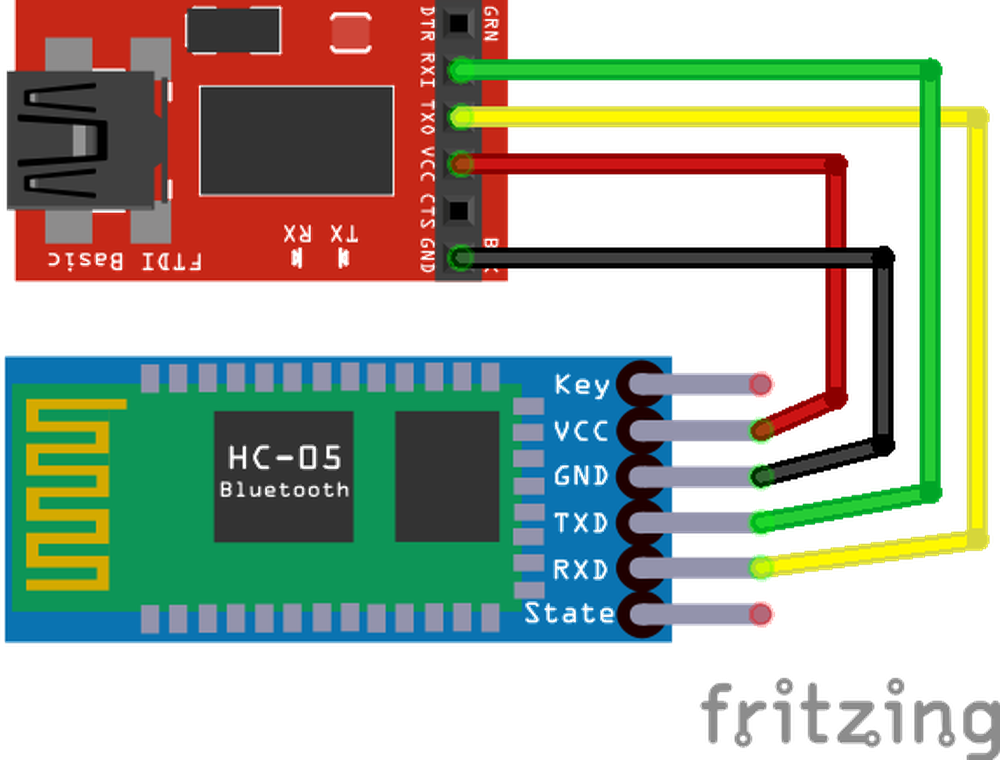 GRN
DTR
RXI
TXO
VCC
CTS
GND
TX RX
FTDI Basic
Key
VCC
HC-05
Bluetooth
GND
TXD
RXD
State
fritzing